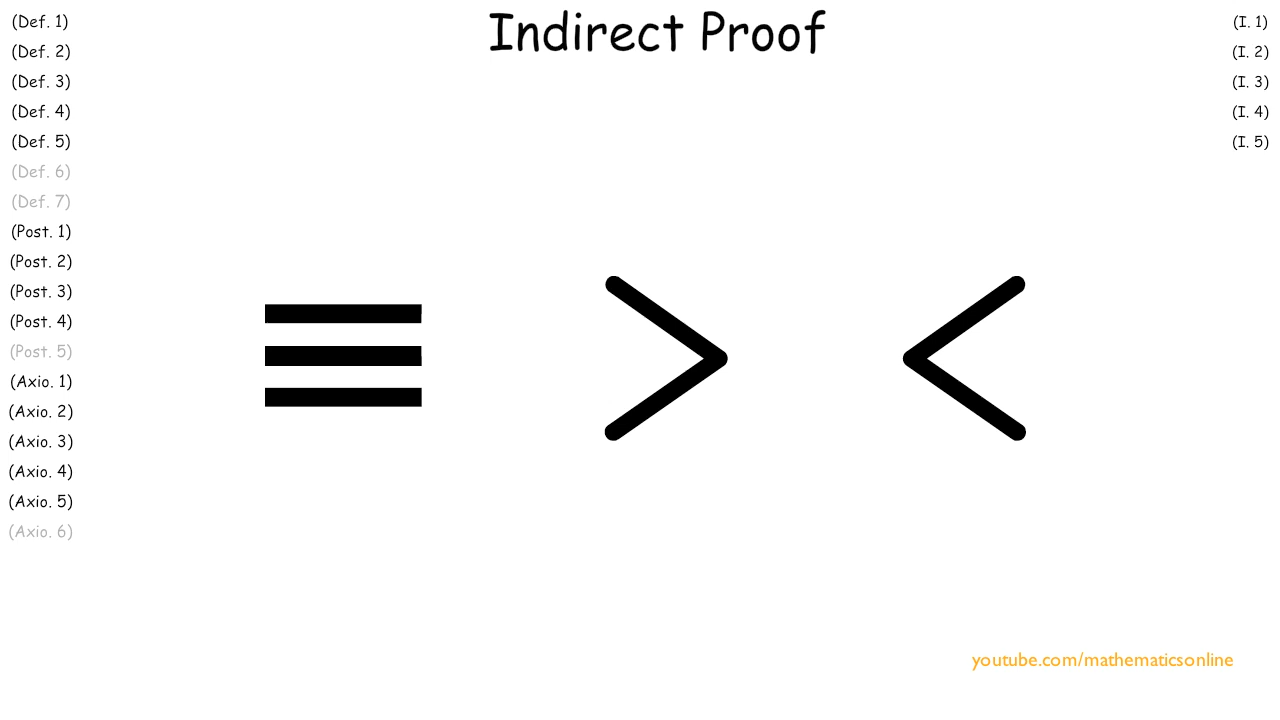 Indirect Proof
(Def. 1)
(Def. 2)
(Def. 3)
(Def. 4)
(Def. 5)
(Def. 6)
(Def. 7)
(Post. 1)
(Post. 2)
(Post. 3)
(Post. 4)
(Post. 5)
(Axio. 1)
(Axio. 2)
(Axio. 3)
(Axio. 4)
(Axio. 5)
(Axio. 6)
(I. 1)
(I. 2)
(I. 3)
(I. 4)
(I. 5)
≡ > <
youtube.com/mathematicsonline